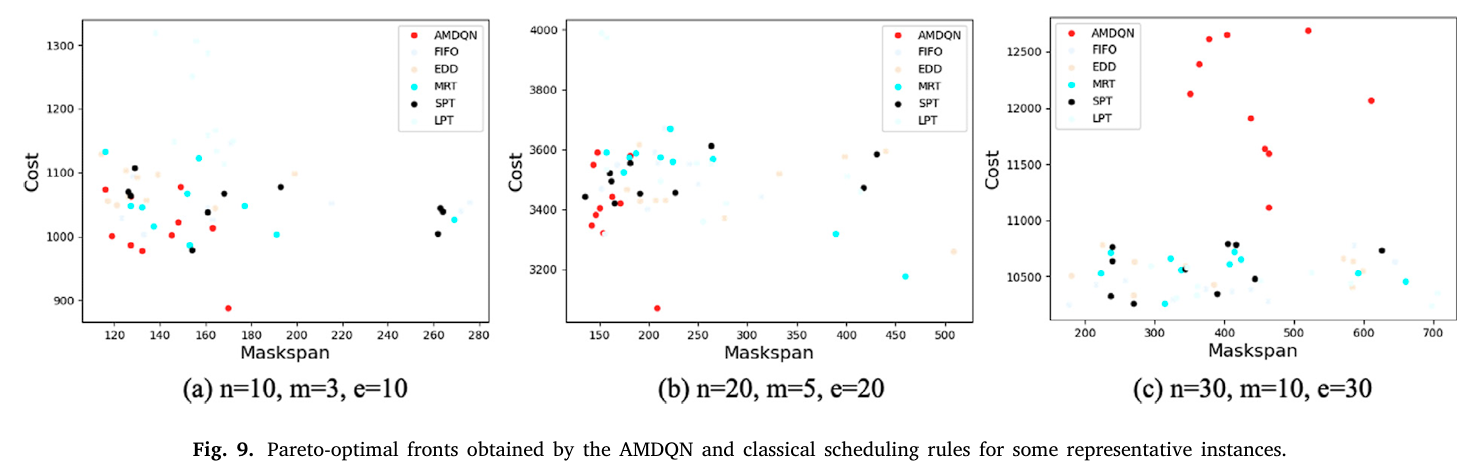 1300
1200
1100
1000
900
Cost
AMDQN
FIFO
EDD
MRT
SPT
LPT
120 140 160 180 200 220 240 260 280
Maskspan
(a) n=10, m=3, e=10
4000
3800
3600
3400
3200
Cost
AMDQN
FIFO
EDD
MRT
SPT
LPT
150 200 250 300 350 400 450 500
Maskspan
(b) n=20, m=5, e=20
12500
12000
11500
11000
10500
Cost
AMDQN
FIFO
EDD
MRT
SPT
LPT
200 300 400 500 600 700
Maskspan
(c) n=30, m=10, e=30
Fig. 9. Pareto-optimal fronts obtained by the AMDQN and classical scheduling rules for some representative instances.